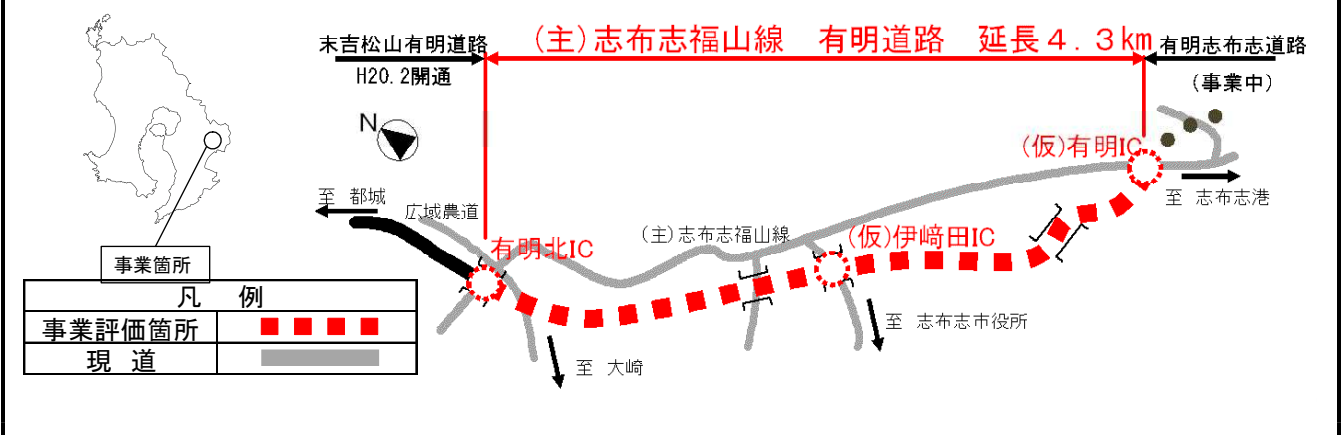 末吉松山有明道路
H20.2開通
(主)志布志福山線 有明道路 延長4.3km
有明志布志道路
(事業中)
N
(仮)有明IC
至 志布志港
至 都城
広域農道
有明北IC
(主)志布志福山線
(仮)伊﨑田IC
至 志布志市役所
至 大崎
事業箇所
凡 例
事業評価箇所
現 道